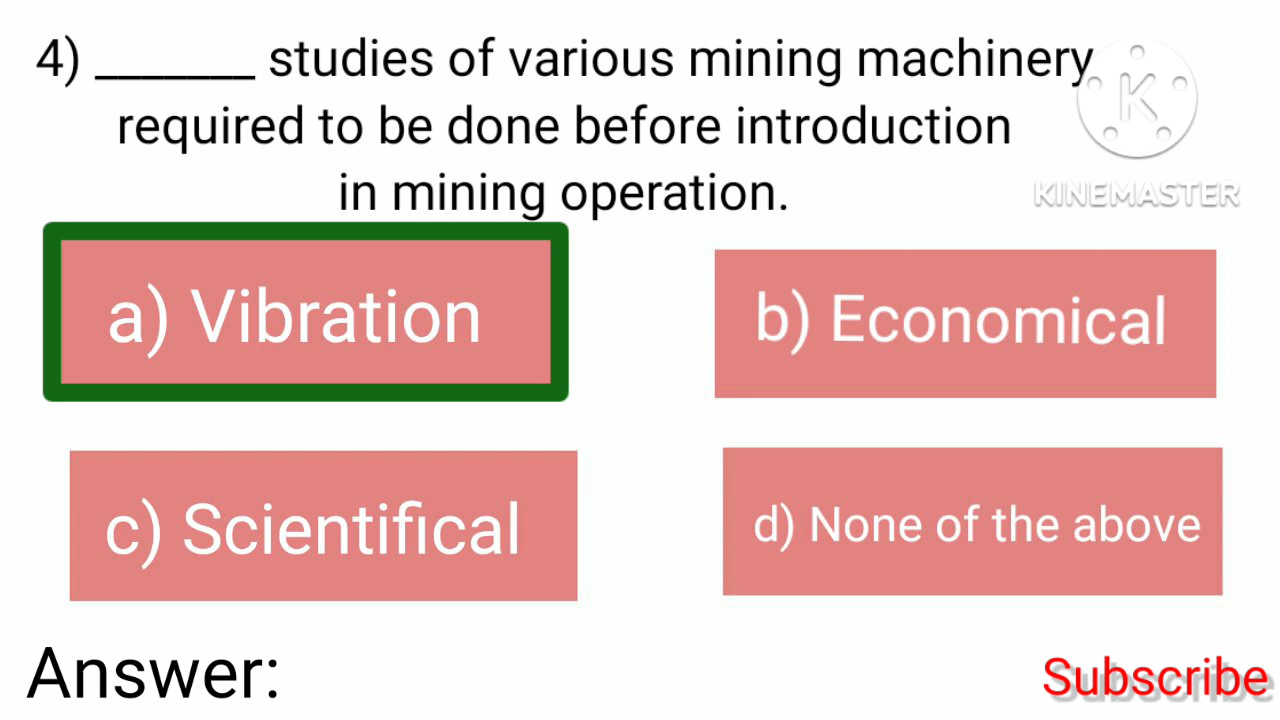 4) _______ studies of various mining machinery
required to be done before introduction
in mining operation.
K
KINEMASTER
a) Vibration
b) Economical
c) Scientifical
d) None of the above
Answer:
Subscribe